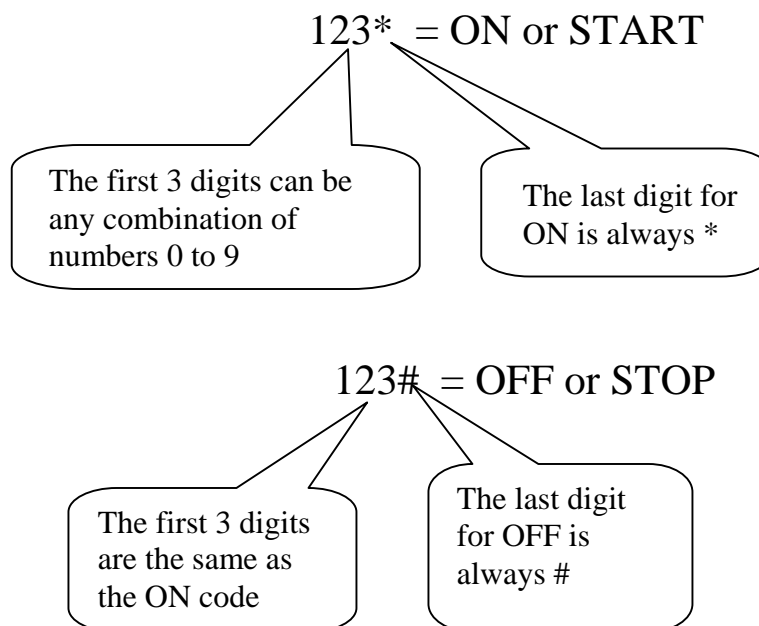 123* = ON or START
The first 3 digits can be
any combination of
numbers 0 to 9
The last digit for
ON is always *
123# = OFF or STOP
The first 3 digits
are the same as
the ON code
The last digit
for OFF is
always #